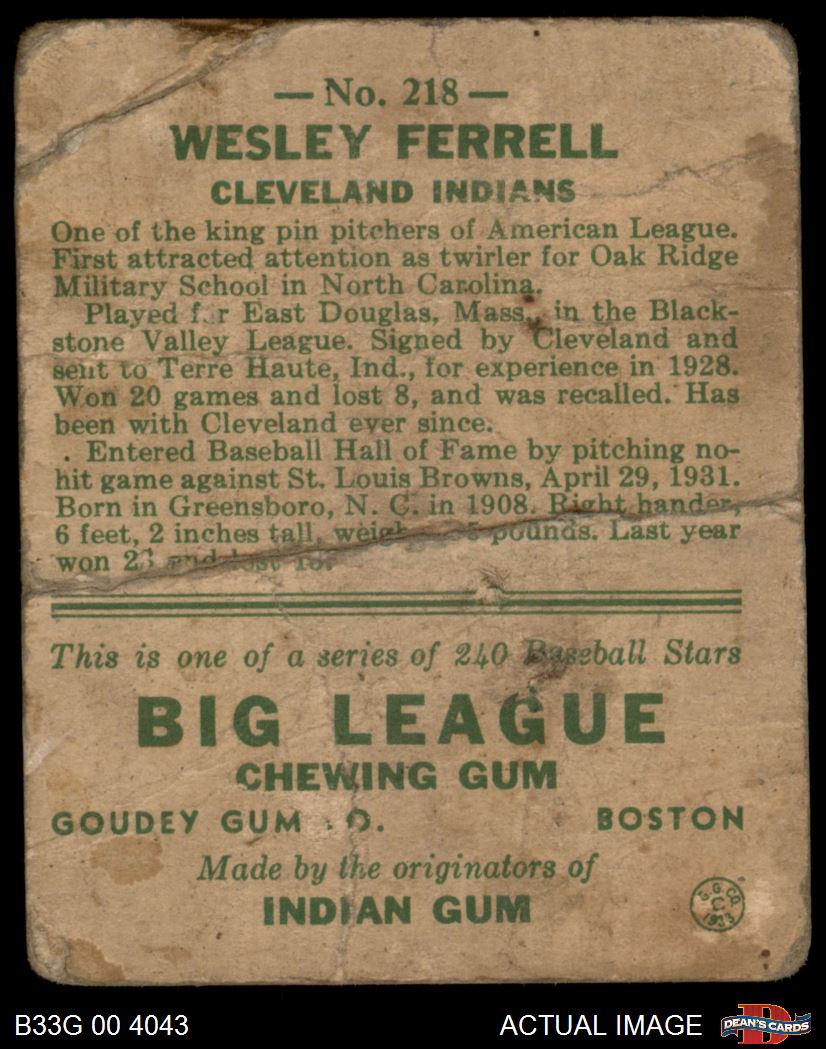 — No. 218 —
WESLEY FERRELL
CLEVELAND INDIANS
One of the king pin pitchers of American League.
First attracted attention as twirler for Oak Ridge
Military School in North Carolina.
Played f r East Douglas, Mass., in the Black-
stone Valley League. Signed by Cleveland and
sent to Terre Haute, Ind., for experience in 1928.
Won 20 games and lost 8, and was recalled. Has
been with Cleveland ever since.
Entered Baseball Hall of Fame by pitching no-
hit game against St. Louis Browns, April 29, 1931.
Born in Greensboro, N. C. in 1908. Right hander,
6 feet, 2 inches tall, pounds. Last year
won and lost
This is one of a series of 240 Baseball Stars
BIG LEAGUE
CHEWING GUM
GOUDEY GUM O. BOSTON
Made by the originators of
INDIAN GUM
G. G. CO.
C
1933
B33G 00 4043 ACTUAL IMAGE
D
DEAN'S CARDS